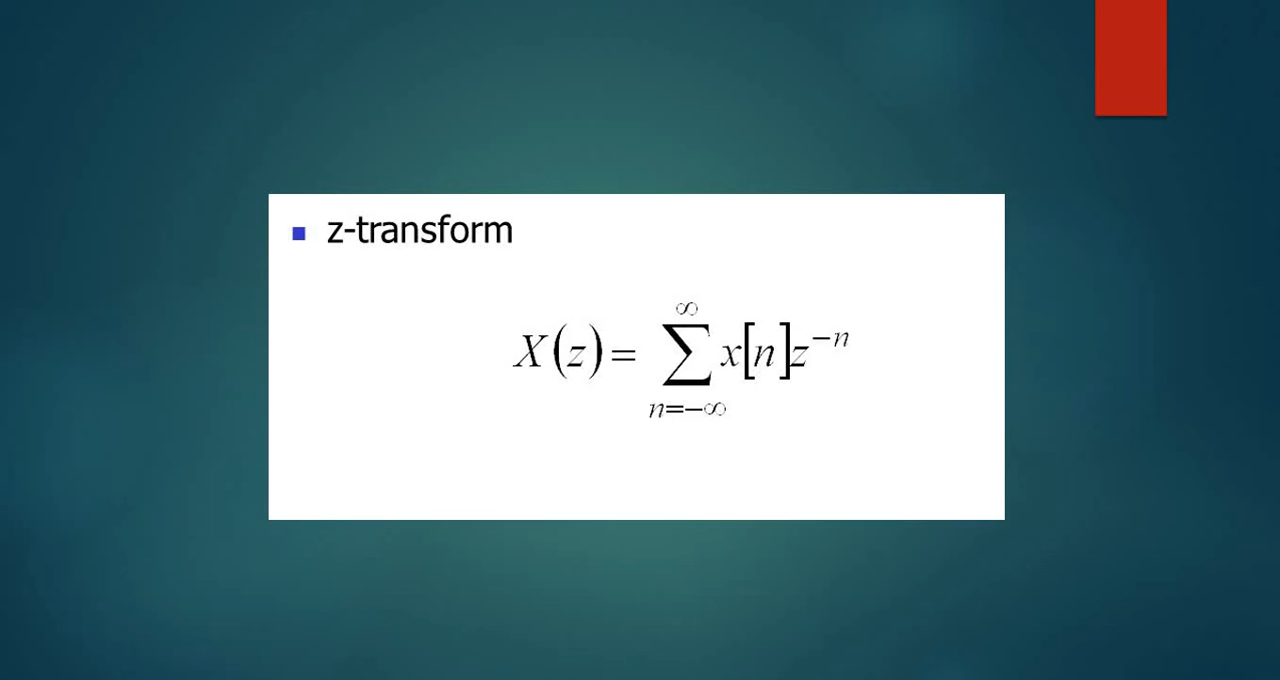 z-transform
X(z) = ∑_{n=-∞}^{∞} x[n]z^{-n}